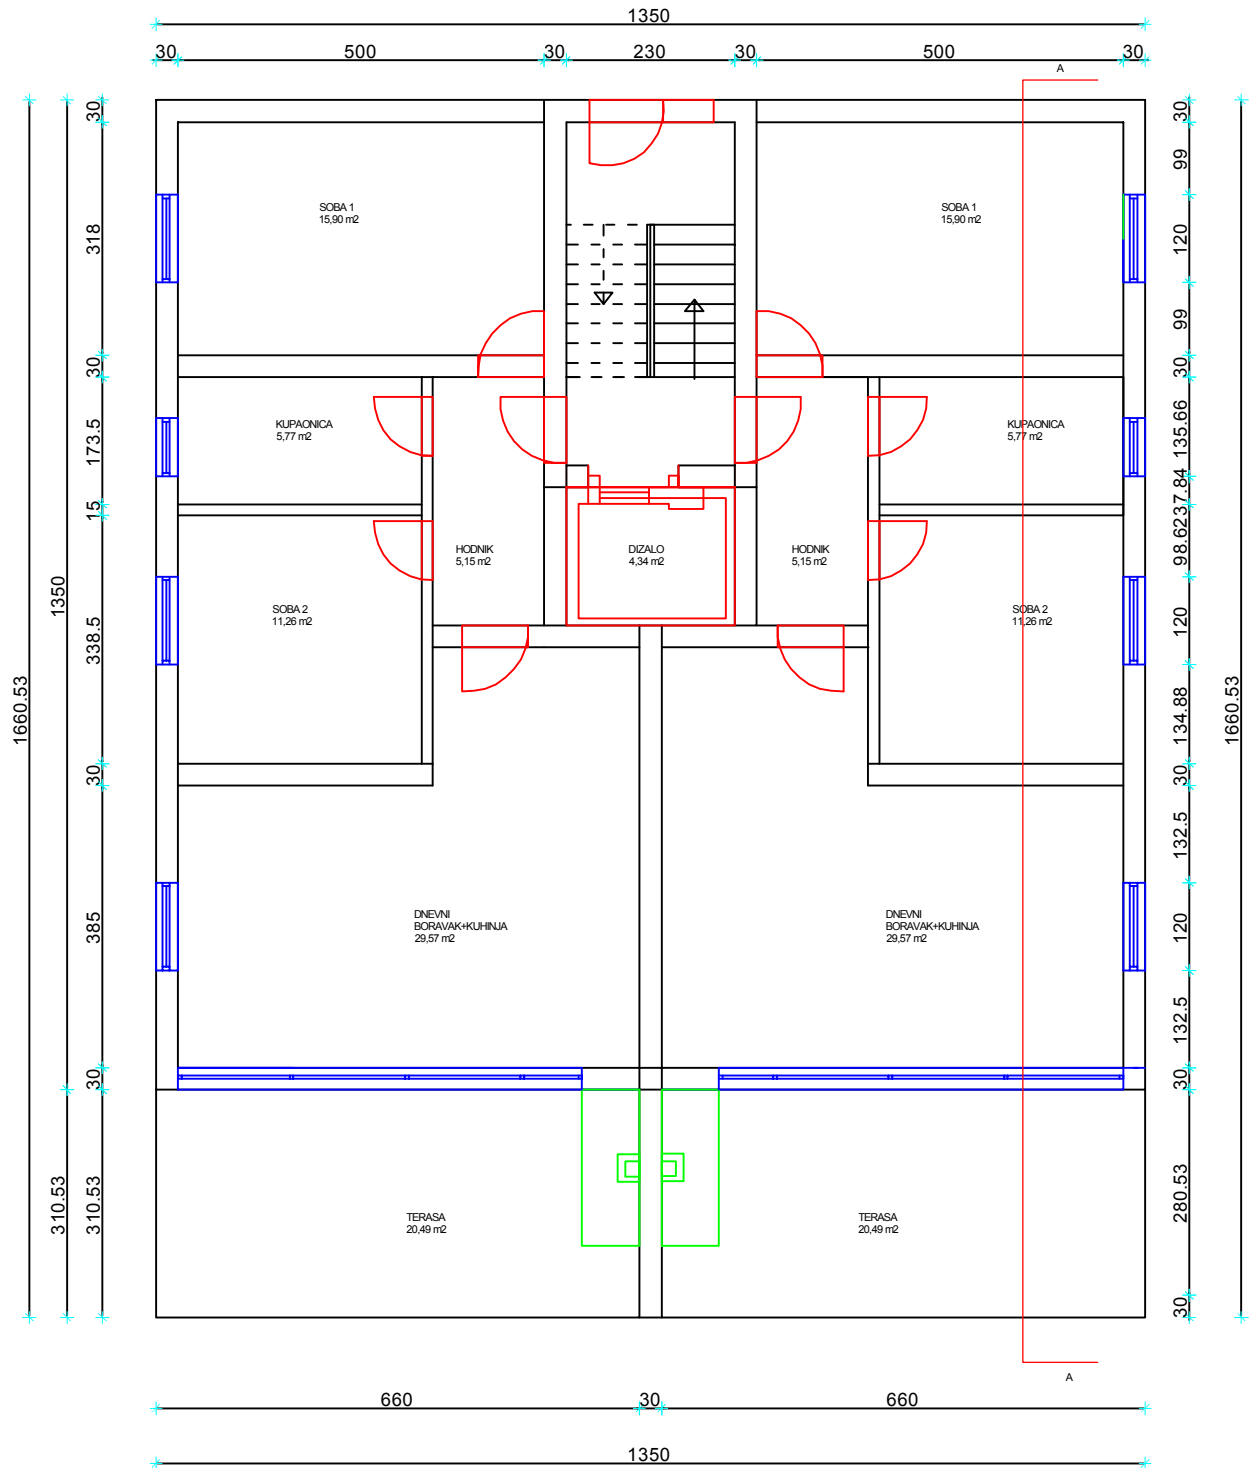 1350
30 500 30 230 30 500 30
A
30
318
30
173.5
15
338.5
30
385
30
310.53
1350
310.53
1660.53
SOBA 1
15,90 m2
SOBA 1
15,90 m2
KUPAONICA
5,77 m2
KUPAONICA
5,77 m2
HODNIK
5,15 m2
DIZALO
4,34 m2
HODNIK
5,15 m2
SOBA 2
11,26 m2
SOBA 2
11,26 m2
DNEVNI
BORAVAK+KUHINJA
29,57 m2
DNEVNI
BORAVAK+KUHINJA
29,57 m2
TERASA
20,49 m2
TERASA
20,49 m2
30
99
120
99
30
135.66
37.84
98.62
120
134.88
30
132.5
120
132.5
30
280.53
30
1660.53
A
660 30 660
1350